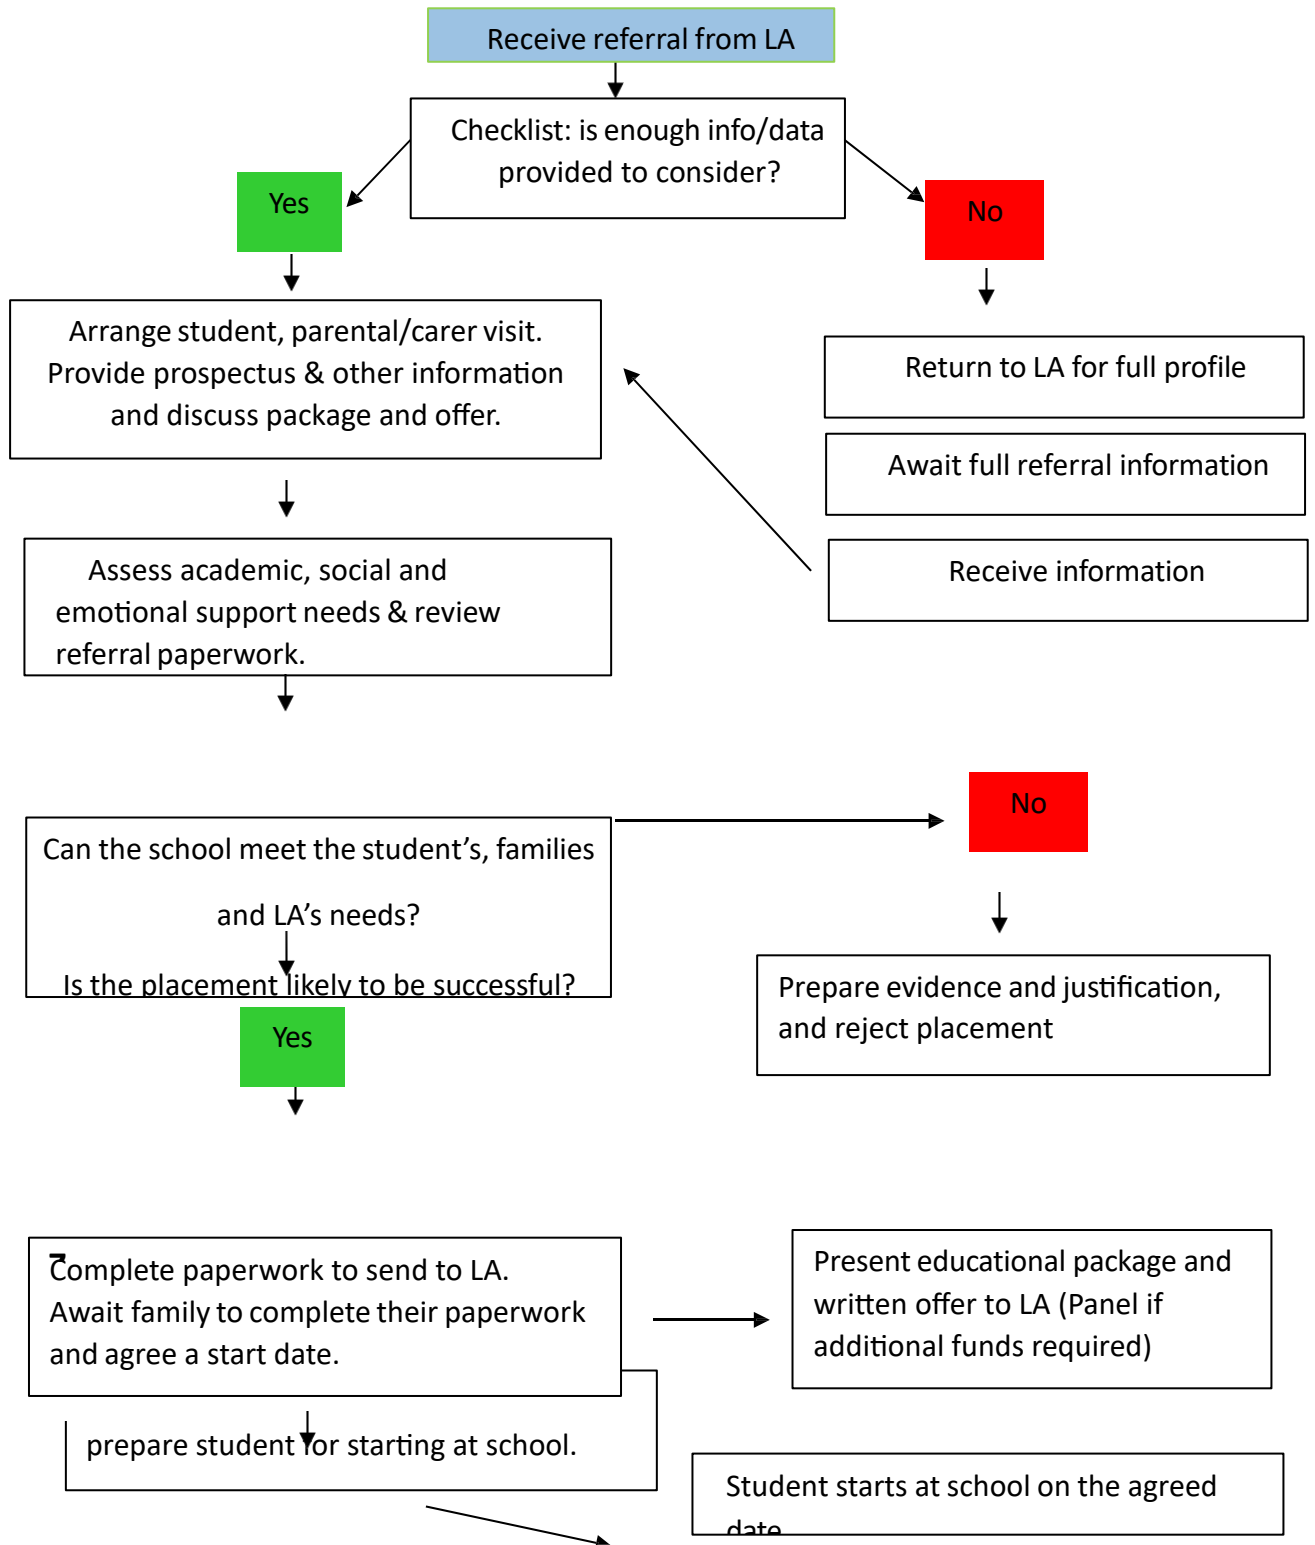 Receive referral from LA
Checklist: is enough info/data
provided to consider?
Yes
No
Arrange student, parental/carer visit.
Provide prospectus & other information
and discuss package and offer.
Return to LA for full profile
Await full referral information
Receive information
Assess academic, social and
emotional support needs & review
referral paperwork.
No
Can the school meet the student’s, families
and LA’s needs?
Is the placement likely to be successful?
Prepare evidence and justification,
and reject placement
Yes
Complete paperwork to send to LA.
Await family to complete their paperwork
and agree a start date.
Present educational package and
written offer to LA (Panel if
additional funds required)
prepare student for starting at school.
Student starts at school on the agreed
date